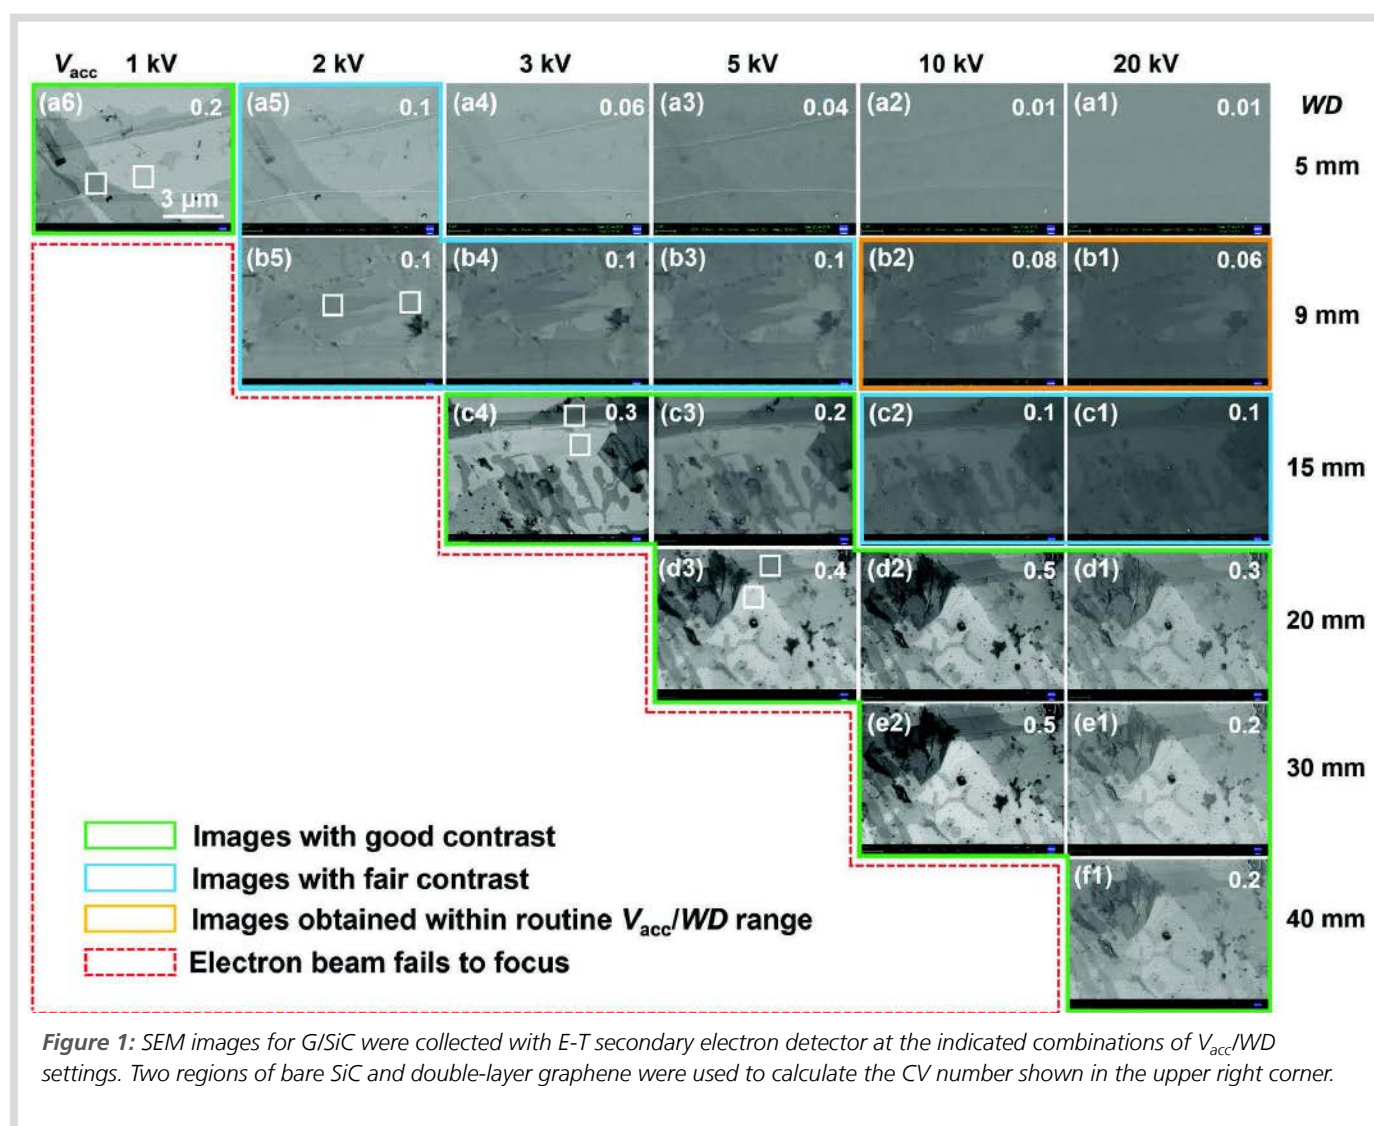 Vacc 1 kV 2 kV 3 kV 5 kV 10 kV 20 kV
WD
(a6) 0.2 (a5) 0.1 (a4) 0.06 (a3) 0.04 (a2) 0.01 (a1) 0.01
5 mm
3 μm
(b5) 0.1 (b4) 0.1 (b3) 0.1 (b2) 0.08 (b1) 0.06
9 mm
(c4) 0.3 (c3) 0.2 (c2) 0.1 (c1) 0.1
15 mm
(d3) 0.4 (d2) 0.5 (d1) 0.3
20 mm
(e2) 0.5 (e1) 0.2
30 mm
(f1) 0.2
40 mm
Images with good contrast
Images with fair contrast
Images obtained within routine Vacc/WD range
Electron beam fails to focus
Figure 1: SEM images for G/SiC were collected with E-T secondary electron detector at the indicated combinations of Vacc/WD
settings. Two regions of bare SiC and double-layer graphene were used to calculate the CV number shown in the upper right corner.